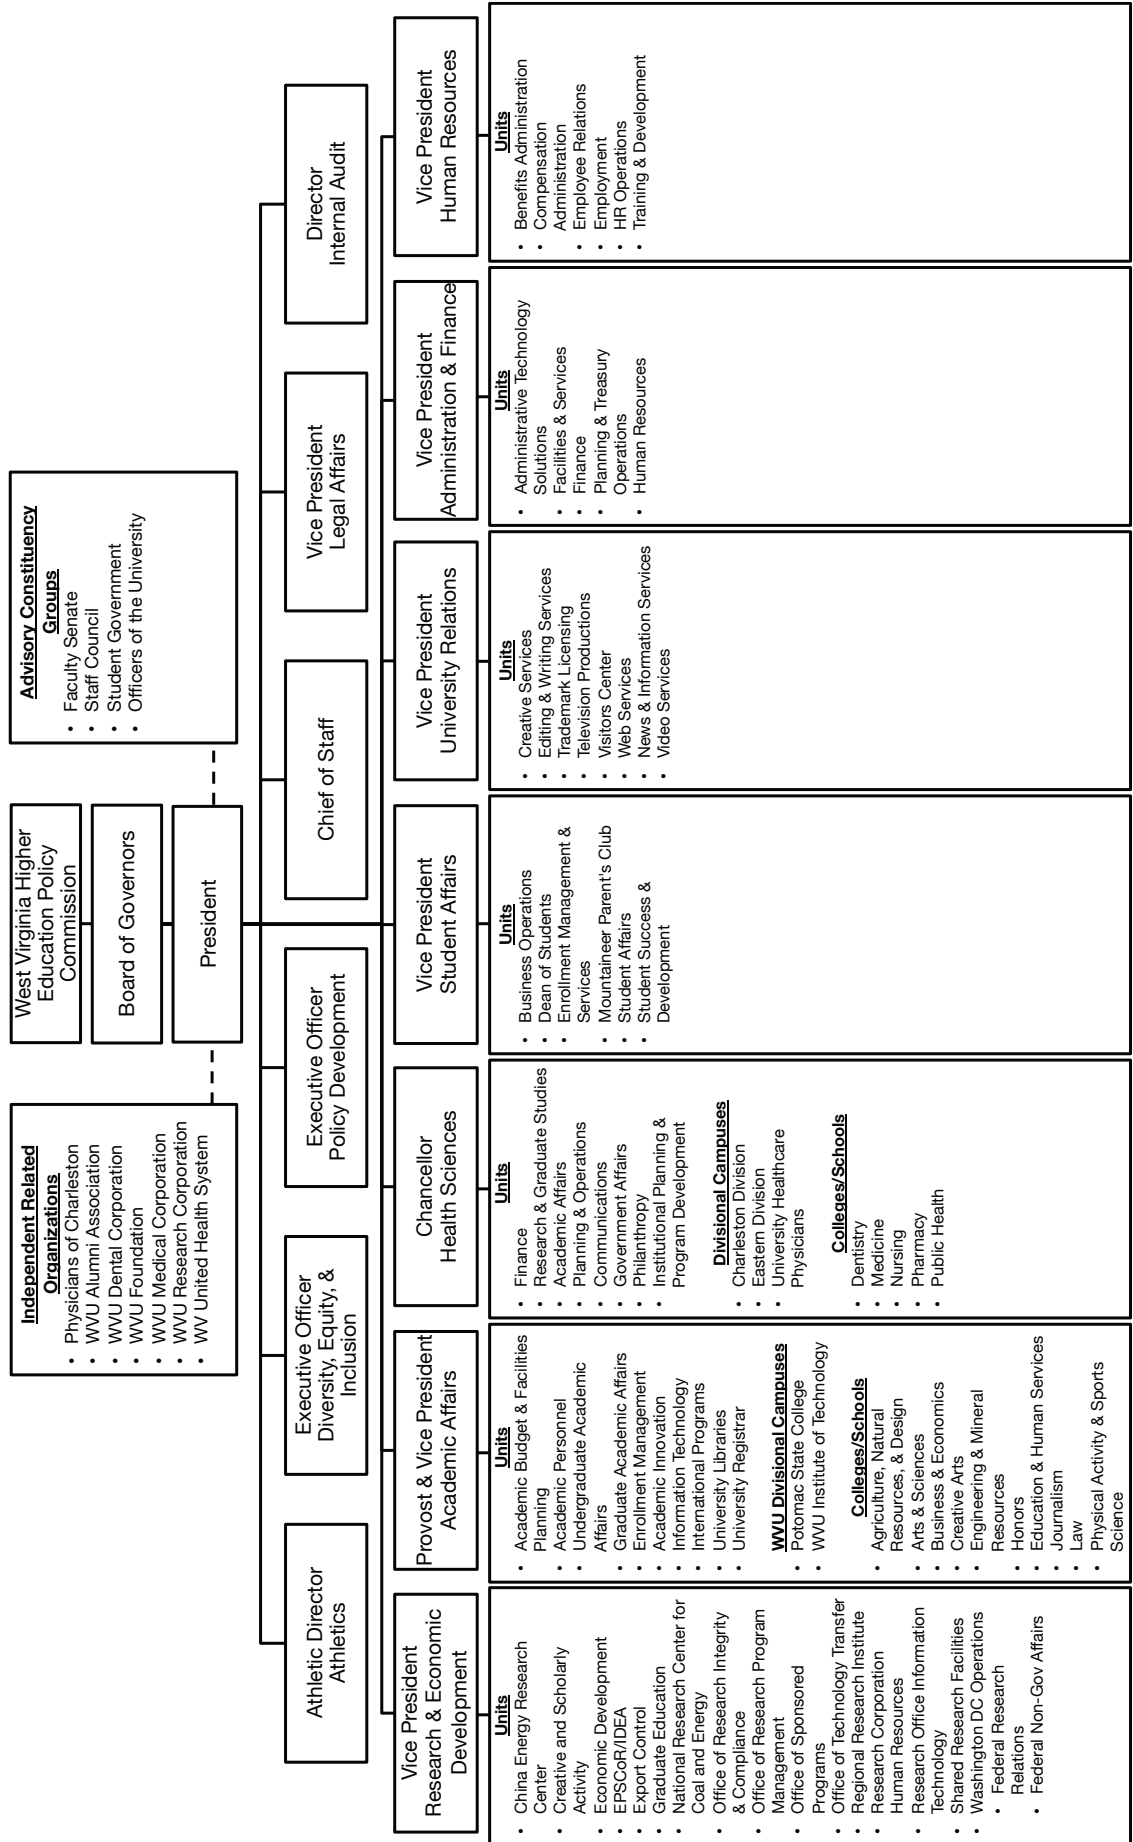 Independent Related
Organizations
• Physicians of Charleston
• WVU Alumni Association
• WVU Dental Corporation
• WVU Foundation
• WVU Medical Corporation
• WVU Research Corporation
• WV United Health System
West Virginia Higher
Education Policy
Commission
Board of Governors
President
Advisory Constituency
Groups
• Faculty Senate
• Staff Council
• Student Government
• Officers of the University
Athletic Director
Athletics
Executive Officer
Diversity, Equity, &
Inclusion
Executive Officer
Policy Development
Chief of Staff
Vice President
Legal Affairs
Director
Internal Audit
Vice President
Research & Economic
Development
Units
• China Energy Research
Center
• Creative and Scholarly
Activity
• Economic Development
• EPSCoR/IDEA
• Export Control
• Graduate Education
• National Research Center for
Coal and Energy
• Office of Research Integrity
& Compliance
• Office of Research Program
Management
• Office of Sponsored
Programs
• Office of Technology Transfer
• Regional Research Institute
• Research Corporation
Human Resources
• Research Office Information
Technology
• Shared Research Facilities
• Washington DC Operations
• Federal Research
Relations
• Federal Non-Gov Affairs
Provost & Vice President
Academic Affairs
Units
• Academic Budget & Facilities
Planning
• Academic Personnel
• Undergraduate Academic
Affairs
• Graduate Academic Affairs
• Enrollment Management
• Academic Innovation
• Information Technology
• International Programs
• University Libraries
• University Registrar
WVU Divisional Campuses
• Potomac State College
• WVU Institute of Technology
Colleges/Schools
• Agriculture, Natural
Resources, & Design
• Arts & Sciences
• Business & Economics
• Creative Arts
• Engineering & Mineral
Resources
• Honors
• Education & Human Services
• Journalism
• Law
• Physical Activity & Sports
Science
Chancellor
Health Sciences
Units
• Finance
• Research & Graduate Studies
• Academic Affairs
• Planning & Operations
• Communications
• Government Affairs
• Philanthropy
• Institutional Planning &
Program Development
Divisional Campuses
• Charleston Division
• Eastern Division
• University Healthcare
Physicians
Colleges/Schools
• Dentistry
• Medicine
• Nursing
• Pharmacy
• Public Health
Vice President
Student Affairs
Units
• Business Operations
• Dean of Students
• Enrollment Management &
Services
• Mountaineer Parent's Club
• Student Affairs
• Student Success &
Development
Vice President
University Relations
Units
• Creative Services
• Editing & Writing Services
• Trademark Licensing
• Television Productions
• Visitors Center
• Web Services
• News & Information Services
• Video Services
Vice President
Administration & Finance
Units
• Administrative Technology
Solutions
• Facilities & Services
• Finance
• Planning & Treasury
Operations
• Human Resources
Vice President
Human Resources
Units
• Benefits Administration
• Compensation
Administration
• Employee Relations
• Employment
• HR Operations
• Training & Development